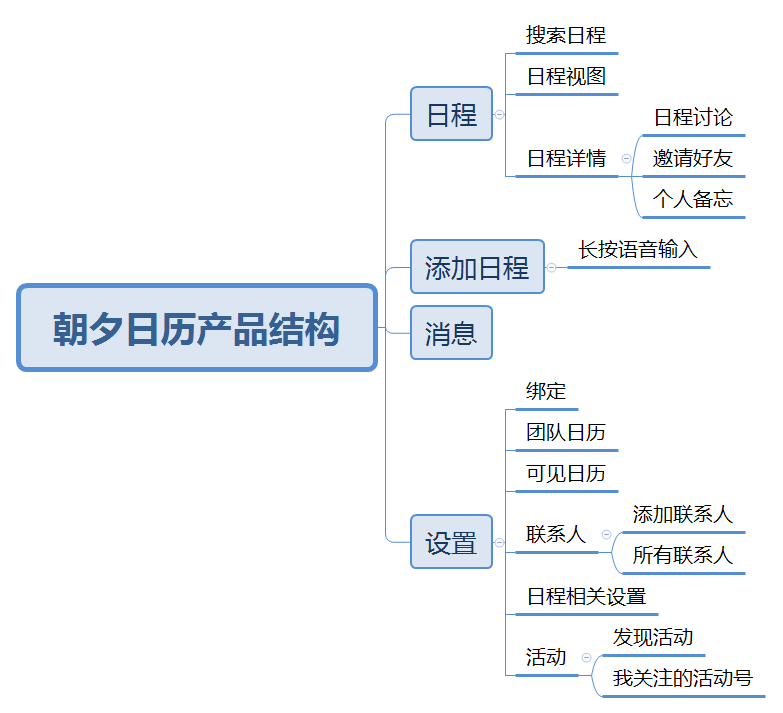 朝夕日历产品结构
日程
搜索日程
日程视图
日程详情
日程讨论
邀请好友
个人备忘
添加日程
长按语音输入
消息
设置
绑定
团队日历
可见日历
联系人
添加联系人
所有联系人
日程相关设置
活动
发现活动
我关注的活动号